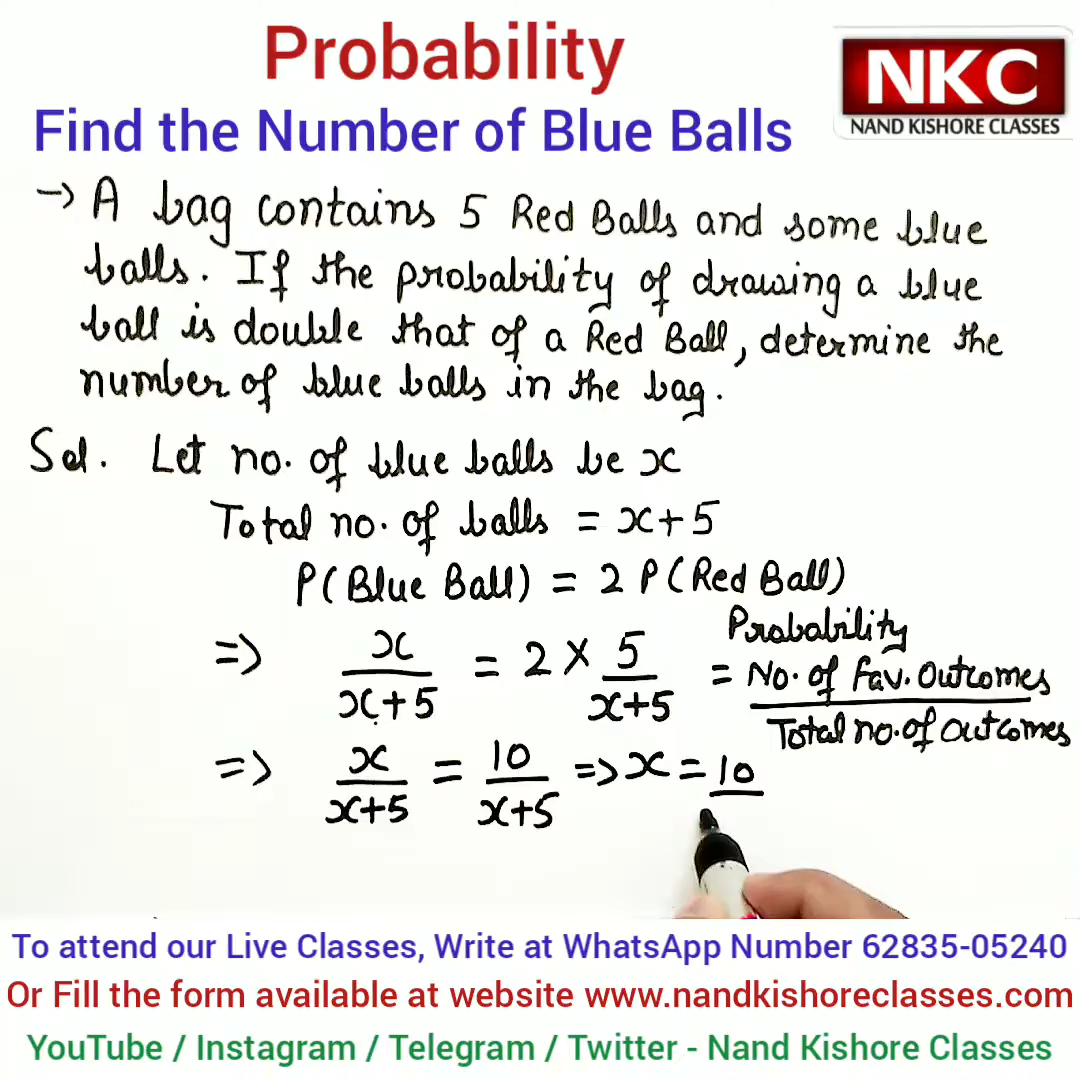 Probability
NKC
NAND KISHORE CLASSES
Find the Number of Blue Balls
→ A bag contains 5 Red Balls and some blue
balls. If the probability of drawing a blue
ball is double that of a Red Ball, determine the
number of blue balls in the bag.
Sol. Let no. of blue balls be x
Total no. of balls = x+5
P(Blue Ball) = 2 P(Red Ball)
=> x/(x+5) = 2 × 5/(x+5)
Probability
= No. of Fav. Outcomes
Total no. of Outcomes
=> x/(x+5) = 10/(x+5) => x = 10
To attend our Live Classes, Write at WhatsApp Number 62835-05240
Or Fill the form available at website www.nandkishoreclasses.com
YouTube / Instagram / Telegram / Twitter - Nand Kishore Classes